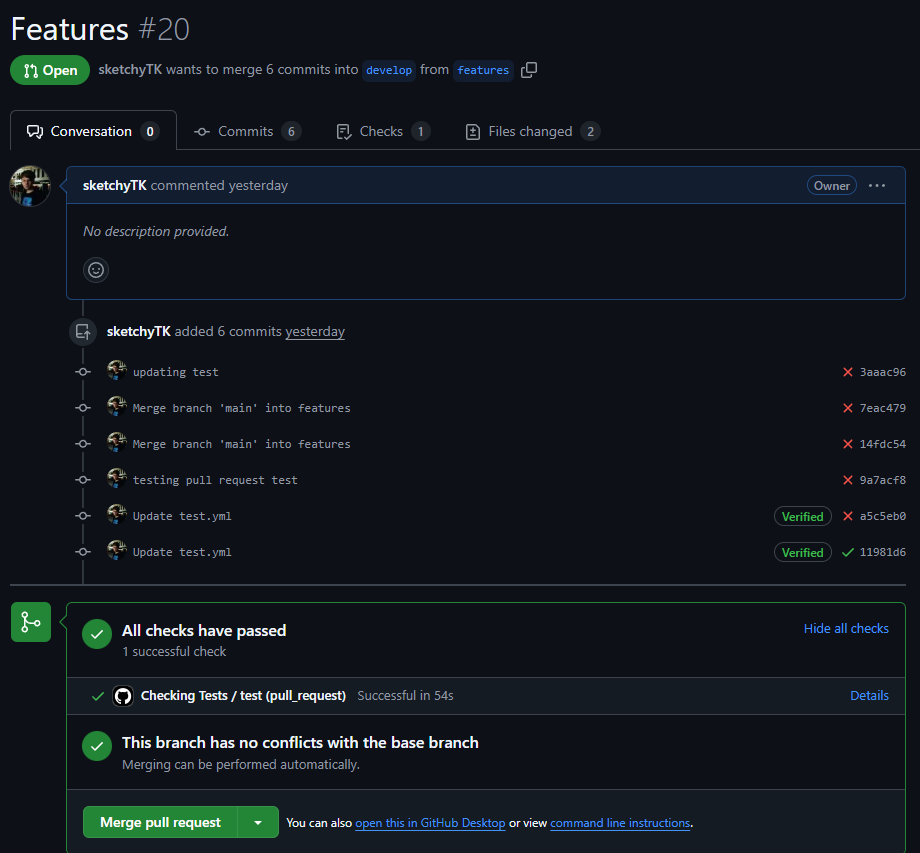 Features #20
Open sketchyTK wants to merge 6 commits into develop from features
Conversation 0 Commits 6 Checks 1 Files changed 2
sketchyTK commented yesterday Owner
No description provided.
sketchyTK added 6 commits yesterday
updating test 3aaac96
Merge branch 'main' into features 7eac479
Merge branch 'main' into features 14fdc54
testing pull request test 9a7acf8
Update test.yml Verified a5c5eb0
Update test.yml Verified 11981d6
All checks have passed Hide all checks
1 successful check
Checking Tests / test (pull_request) Successful in 54s Details
This branch has no conflicts with the base branch
Merging can be performed automatically.
Merge pull request You can also open this in GitHub Desktop or view command line instructions.